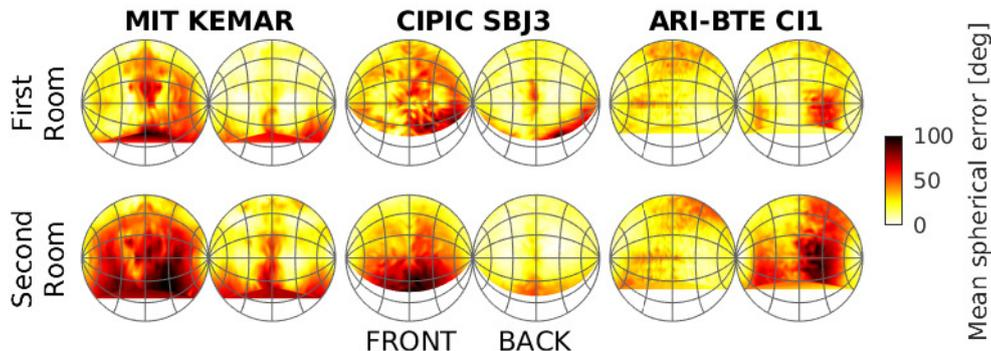 MIT KEMAR CIPIC SBJ3 ARI-BTE CI1
First
Room
Second
Room
FRONT BACK
100
50
0
Mean spherical error [deg]